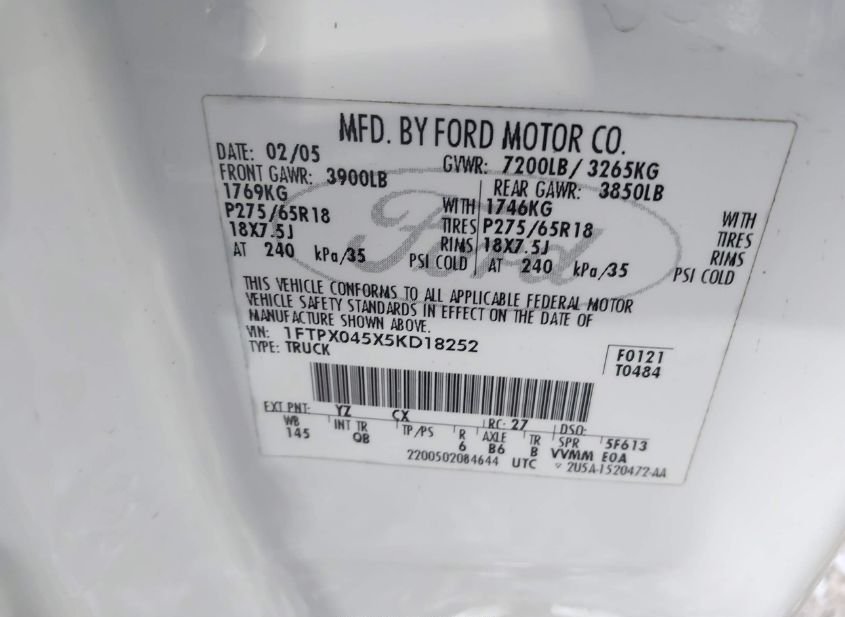 MFD. BY FORD MOTOR CO.
DATE: 02/05 GVWR: 7200LB / 3265KG
FRONT GAWR: 3900LB REAR GAWR: 3850LB
1769KG WITH 1746KG WITH
P275/65R18 TIRES P275/65R18 TIRES
18X7.5J RIMS 18X7.5J RIMS
AT 240 kPa/35 PSI COLD AT 240 kPa/35 PSI COLD
Ford
THIS VEHICLE CONFORMS TO ALL APPLICABLE FEDERAL MOTOR
VEHICLE SAFETY STANDARDS IN EFFECT ON THE DATE OF
MANUFACTURE SHOWN ABOVE.
VIN: 1FTPX045X5KD18252
TYPE: TRUCK
F0121
T0484
EXT PNT: YZ CX RC: 27 DSO:
WB INT TR TP/PS R AXLE TR SPR 5F613
145 QB 6 B6 B VVMM EOA
2200502084644 UTC 2U5A-1520472-AA